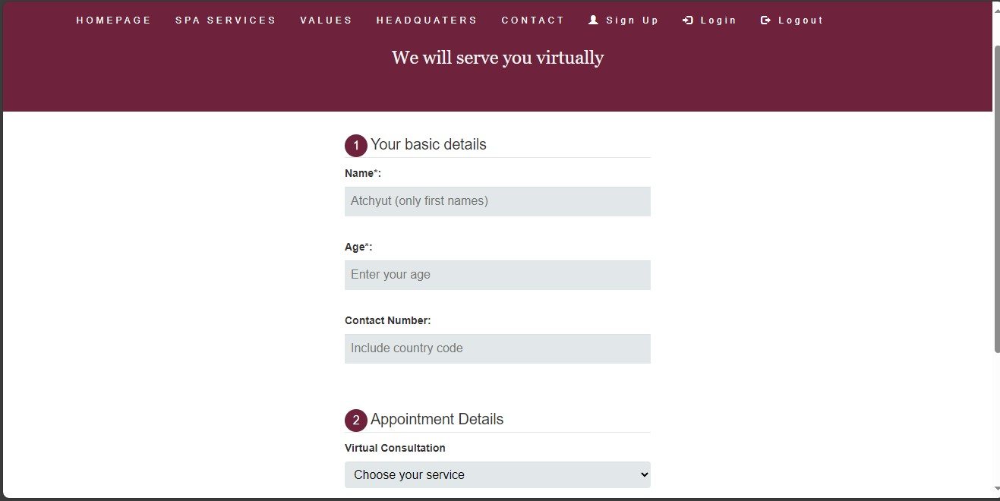 HOMEPAGE SPA SERVICES VALUES HEADQUATERS CONTACT Sign Up Login Logout
We will serve you virtually
1 Your basic details
Name*:
Atchyut (only first names)
Age*:
Enter your age
Contact Number:
Include country code
2 Appointment Details
Virtual Consultation
Choose your service